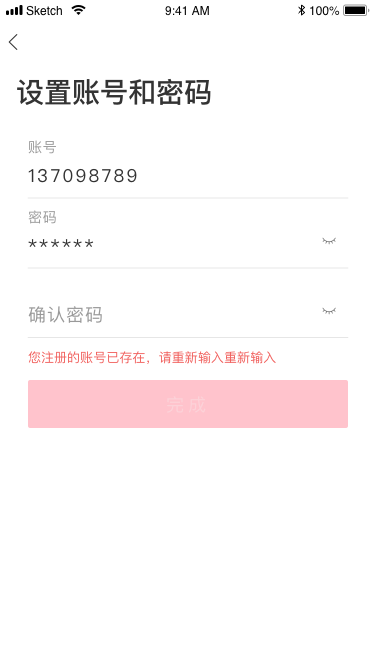 Sketch 9:41 AM 100%
设置账号和密码
账号
137098789
密码
******
确认密码
您注册的账号已存在，请重新输入重新输入
完成